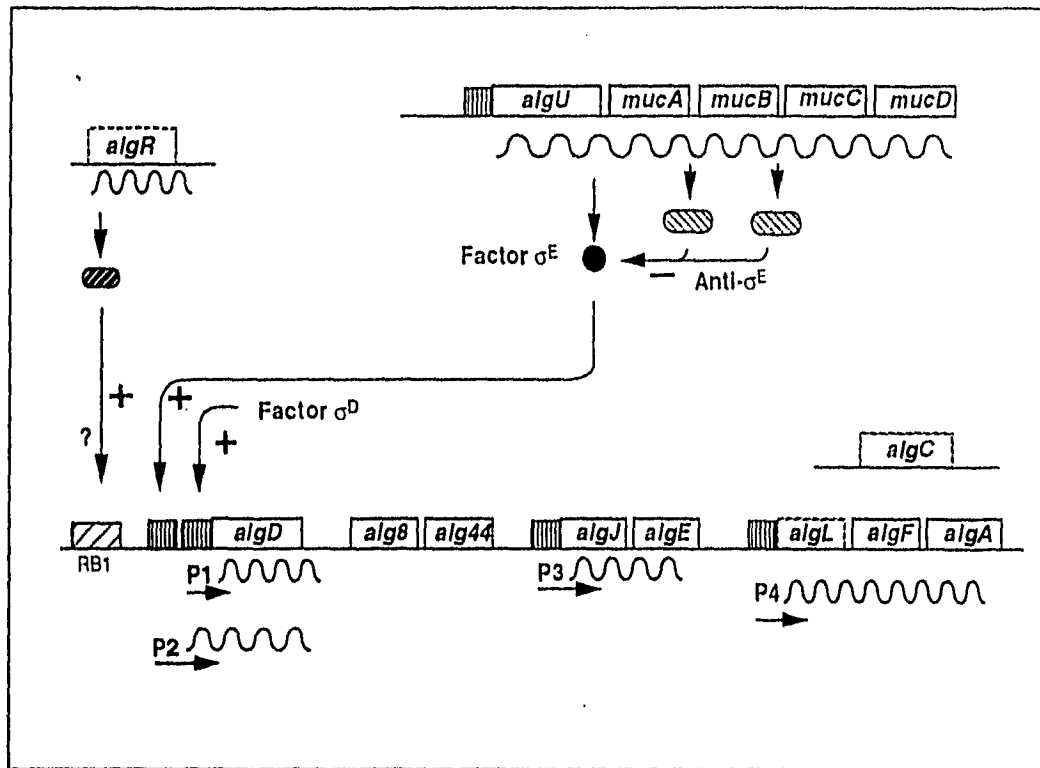 algU mucA mucB mucC mucD
algR
Factor σE
− Anti-σE
+ +
Factor σD
?
+
algC
algD alg8 alg44 algJ algE algL algF algA
RB1
P1 P3 P4
P2